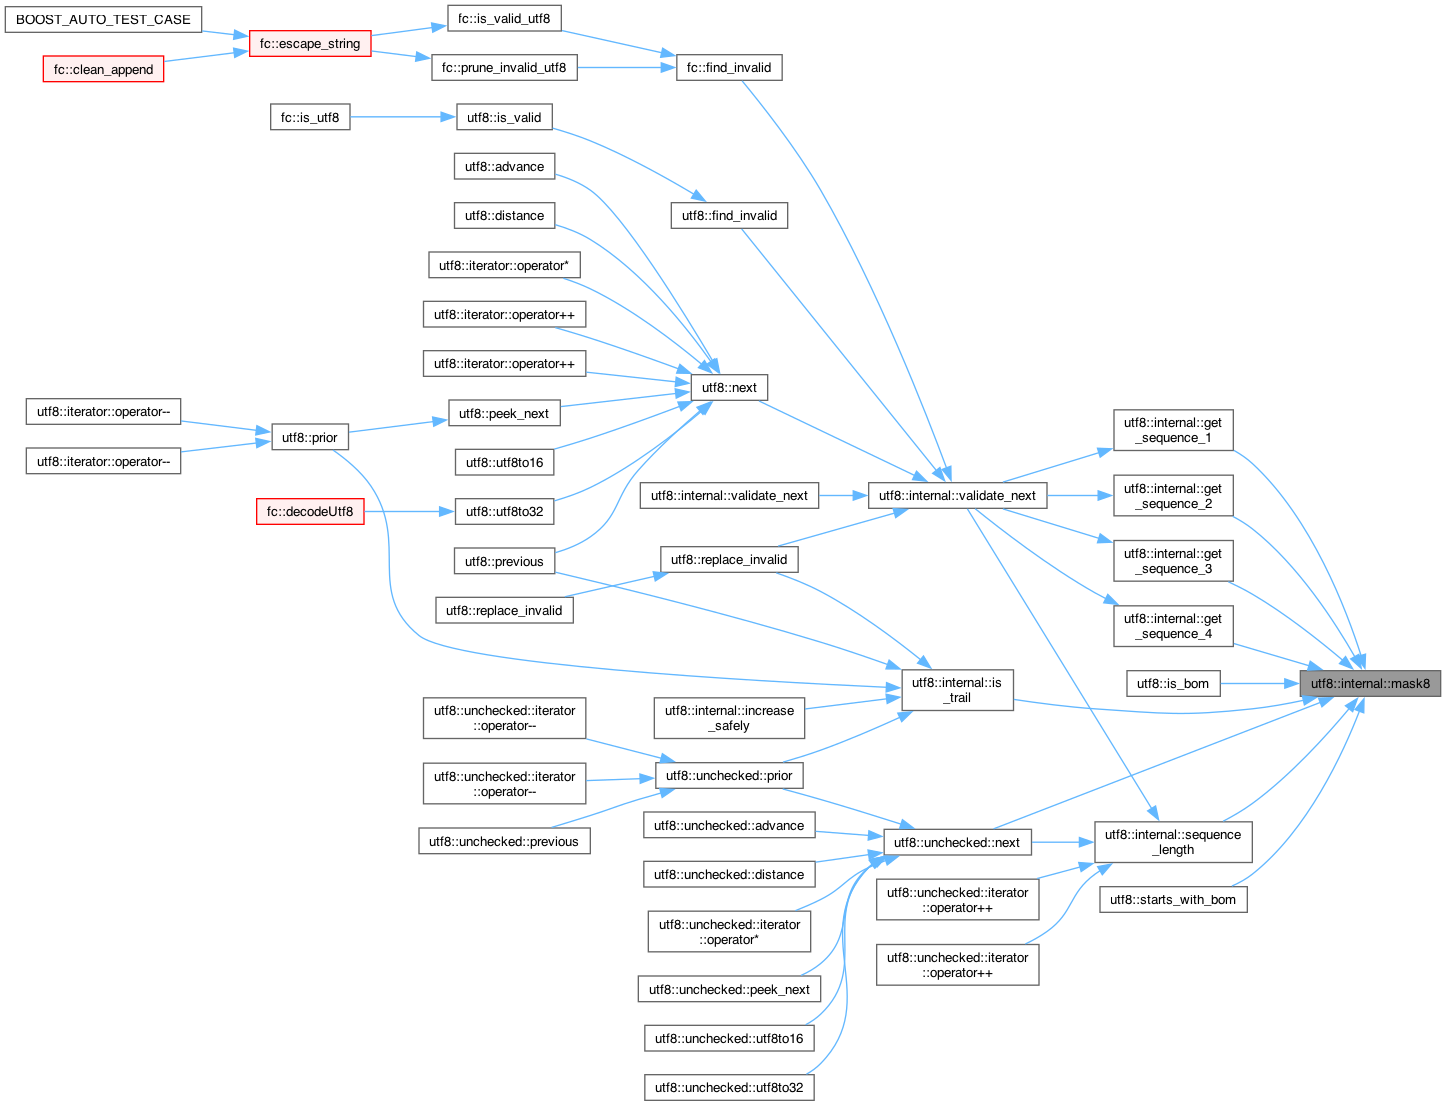 BOOST_AUTO_TEST_CASE
fc::clean_append
fc::escape_string
fc::is_valid_utf8
fc::prune_invalid_utf8
fc::find_invalid
fc::is_utf8
utf8::is_valid
utf8::advance
utf8::distance
utf8::find_invalid
utf8::iterator::operator*
utf8::iterator::operator++
utf8::iterator::operator++
utf8::next
utf8::iterator::operator--
utf8::iterator::operator--
utf8::prior
utf8::peek_next
utf8::utf8to16
fc::decodeUtf8
utf8::utf8to32
utf8::previous
utf8::replace_invalid
utf8::internal::validate_next
utf8::replace_invalid
utf8::internal::validate_next
utf8::internal::get
_sequence_1
utf8::internal::get
_sequence_2
utf8::internal::get
_sequence_3
utf8::internal::get
_sequence_4
utf8::is_bom
utf8::internal::mask8
utf8::internal::is
_trail
utf8::internal::increase
_safely
utf8::unchecked::iterator
::operator--
utf8::unchecked::iterator
::operator--
utf8::unchecked::previous
utf8::unchecked::prior
utf8::unchecked::advance
utf8::unchecked::distance
utf8::unchecked::iterator
::operator*
utf8::unchecked::peek_next
utf8::unchecked::utf8to16
utf8::unchecked::utf8to32
utf8::unchecked::next
utf8::unchecked::iterator
::operator++
utf8::unchecked::iterator
::operator++
utf8::internal::sequence
_length
utf8::starts_with_bom